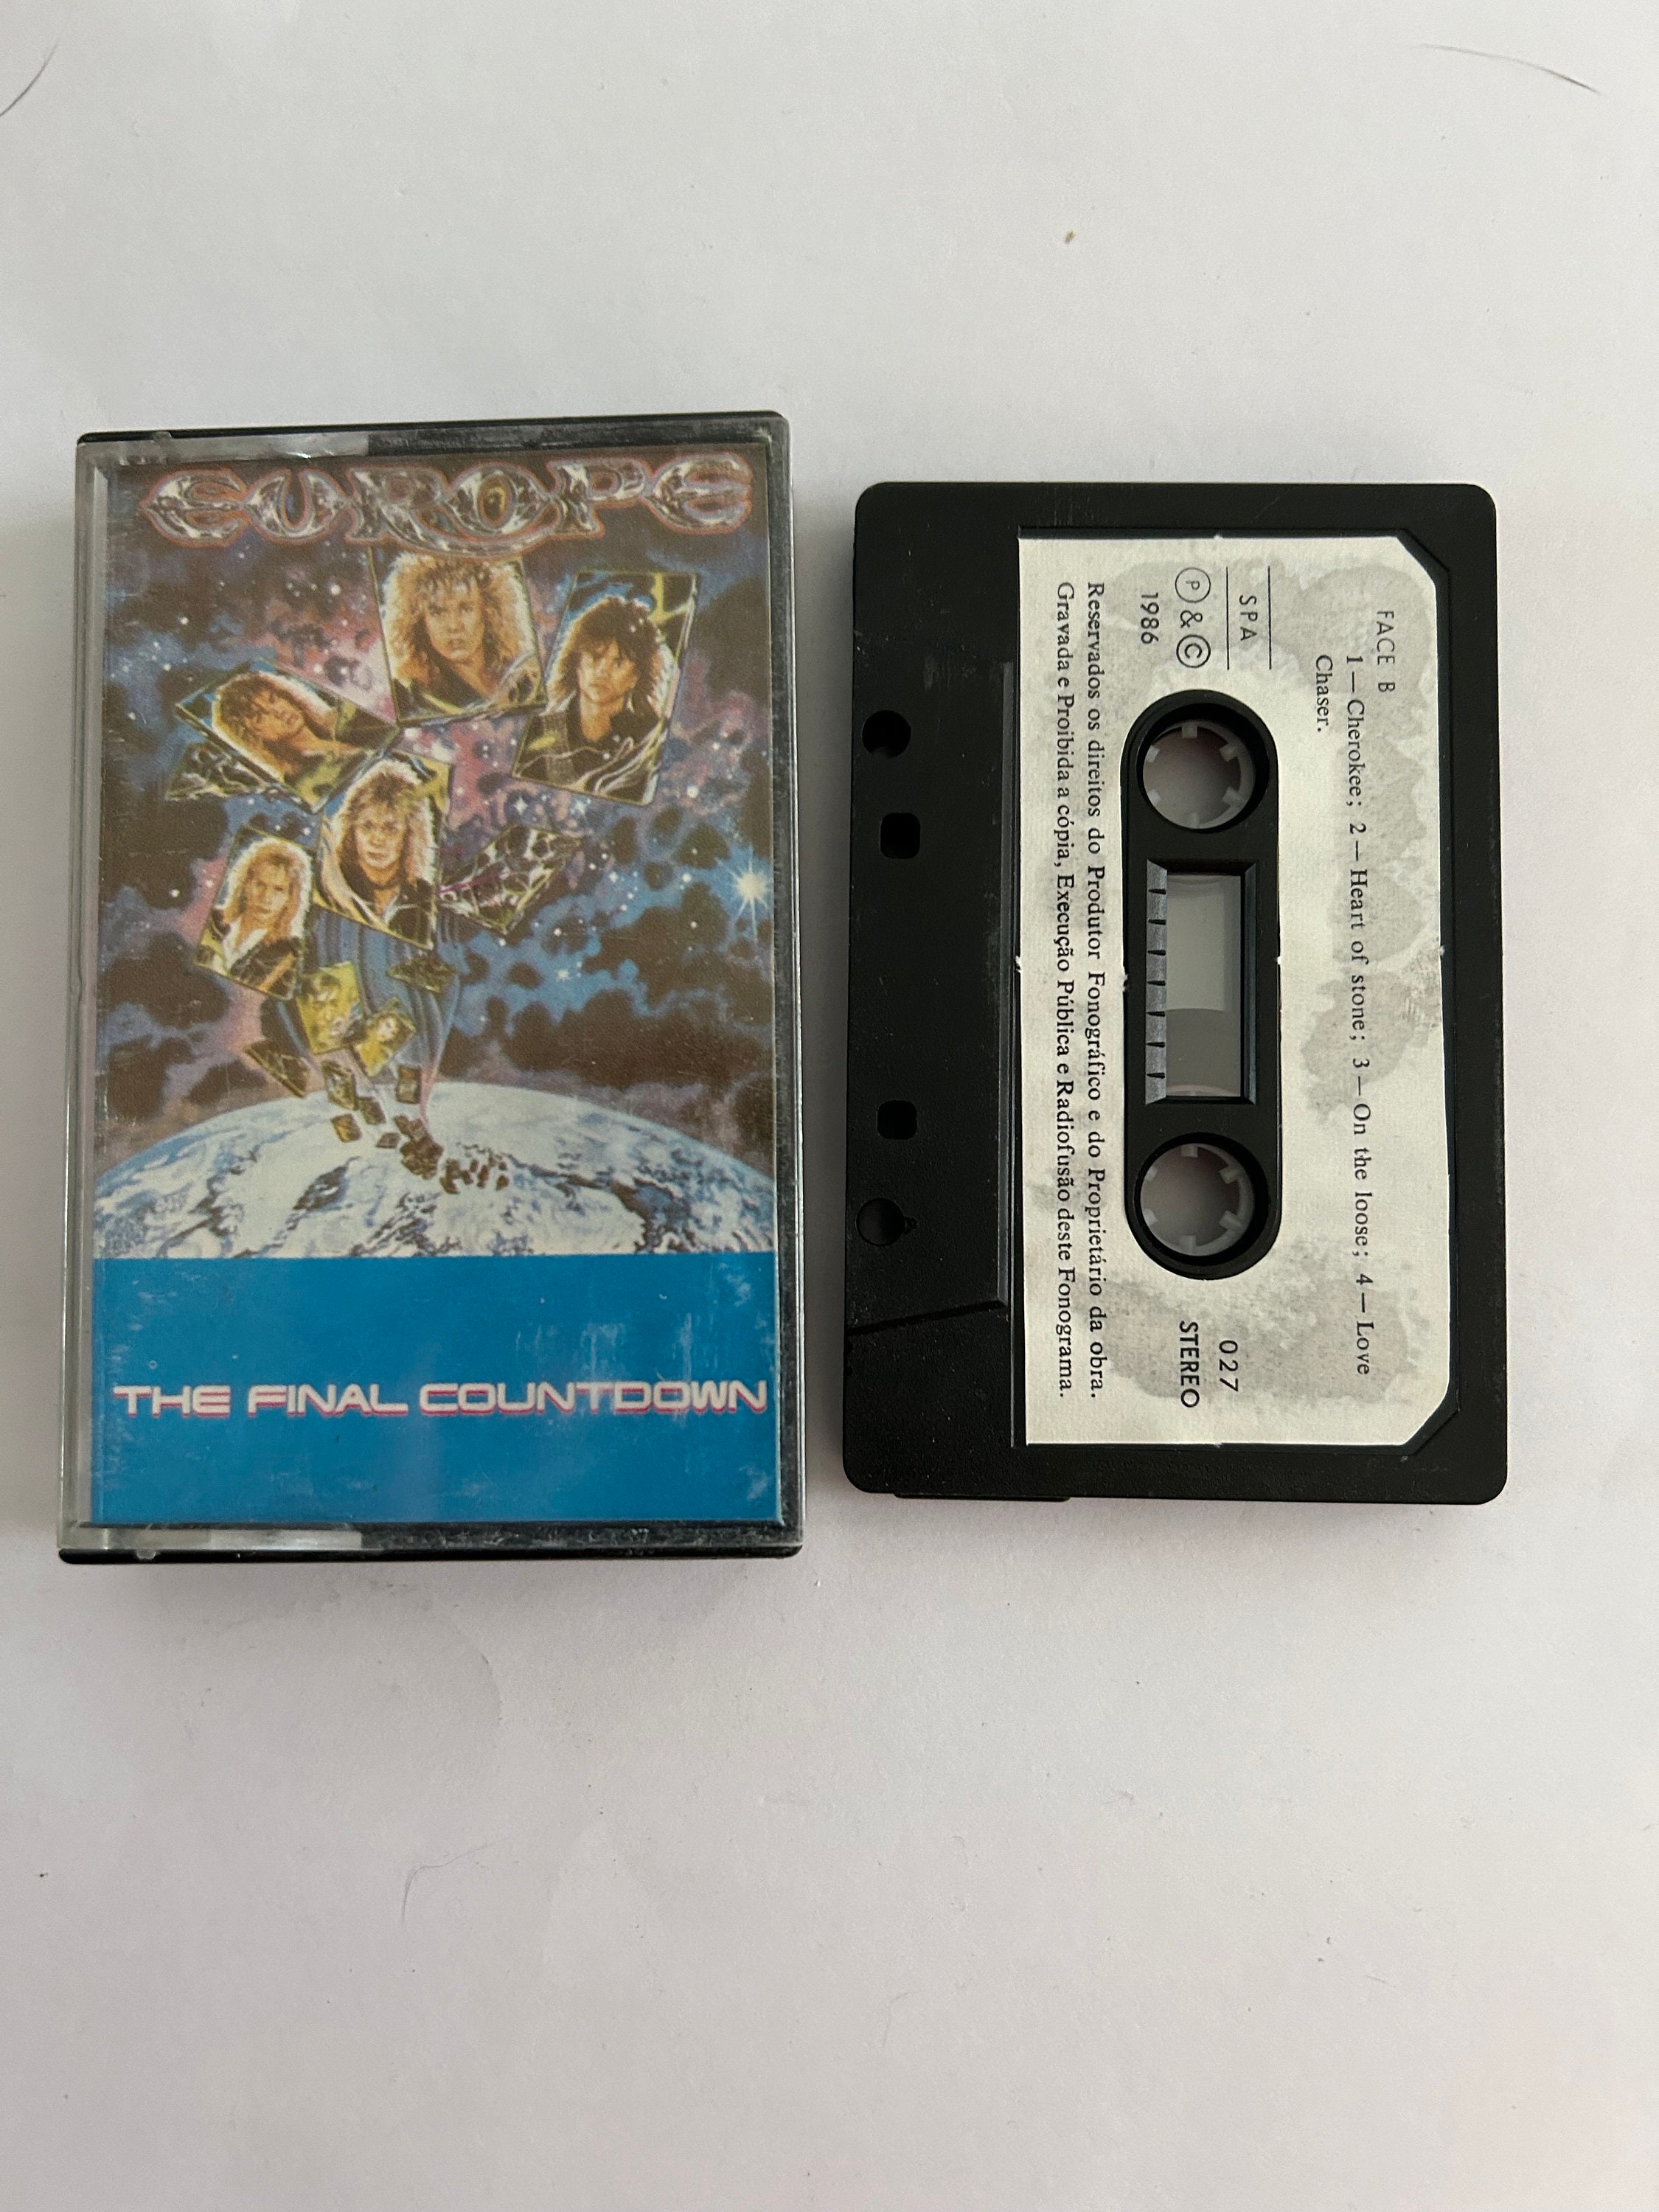 EUROPE
THE FINAL COUNTDOWN
FACE B
1 — Cherokee; 2 — Heart of stone; 3 — On the loose; 4 — Love
Chaser.
SPA
Ⓟ & Ⓒ
1986
027
STEREO
Reservados os direitos do Produtor Fonográfico e do Proprietário da obra.
Gravada e Proibida a cópia, Execução Pública e Radiofusão deste Fonograma.